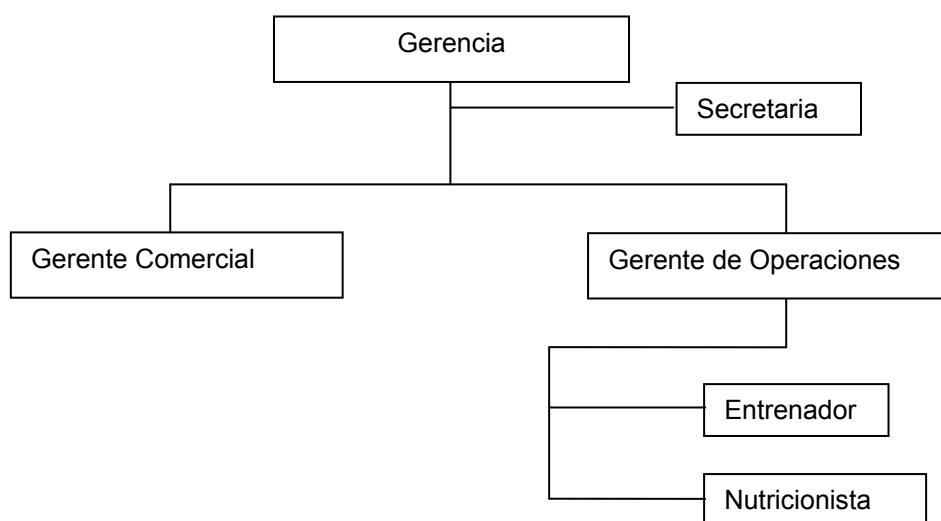 Gerencia
Secretaria
Gerente Comercial
Gerente de Operaciones
Entrenador
Nutricionista